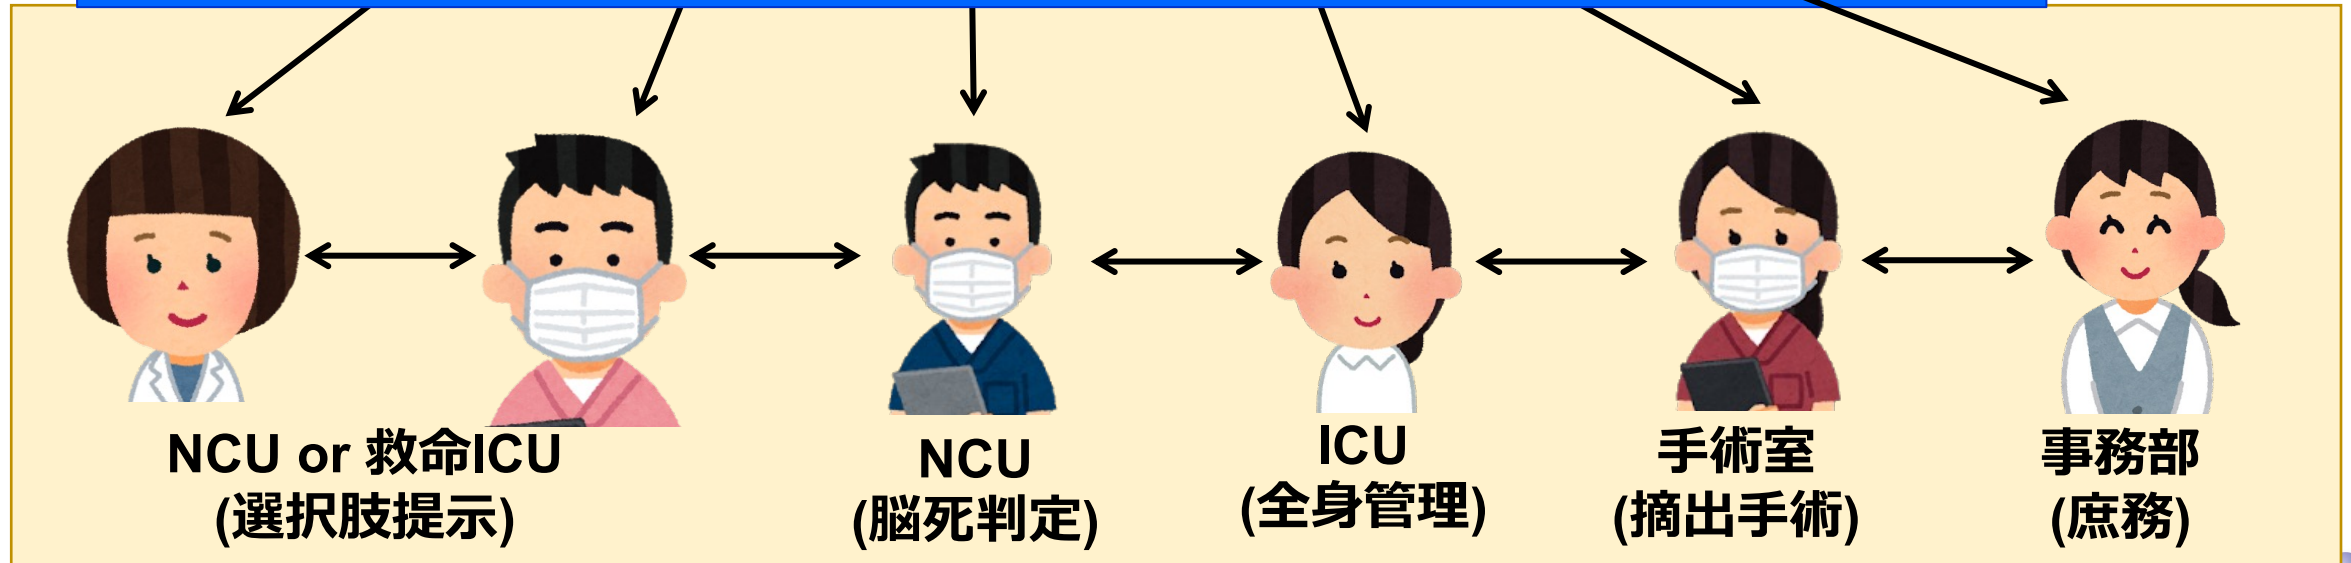 NCU or 救命ICU
(選択肢提示)
NCU
(脳死判定)
ICU
(全身管理)
手術室
(摘出手術)
事務部
(庶務)